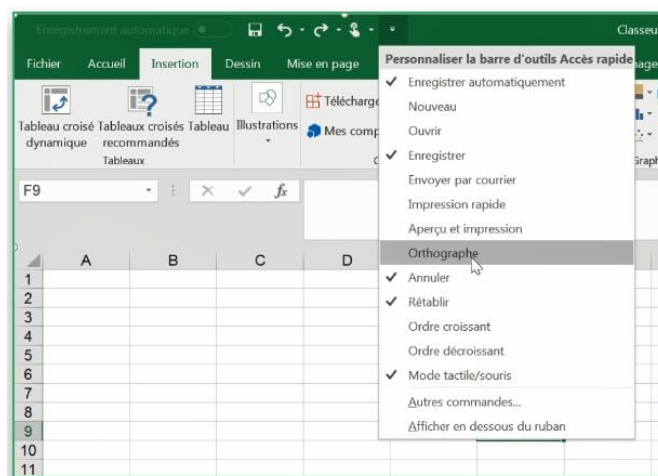 Enregistrement automatique
Classeu
Fichier Accueil Insertion Dessin Mise en page
Personnaliser la barre d'outils Accès rapide
Enregistrer automatiquement
Nouveau
Ouvrir
Enregistrer
Envoyer par courrier
Impression rapide
Aperçu et impression
Orthographe
Annuler
Rétablir
Ordre croissant
Ordre décroissant
Mode tactile/souris
Autres commandes...
Afficher en dessous du ruban
Tableau croisé dynamique
Tableaux croisés recommandés
Tableau
Illustrations
Télécharge
Mes comp
Tableaux
Graph
F9
fx
A B C D
1
2
3
4
5
6
7
8
9
10
11